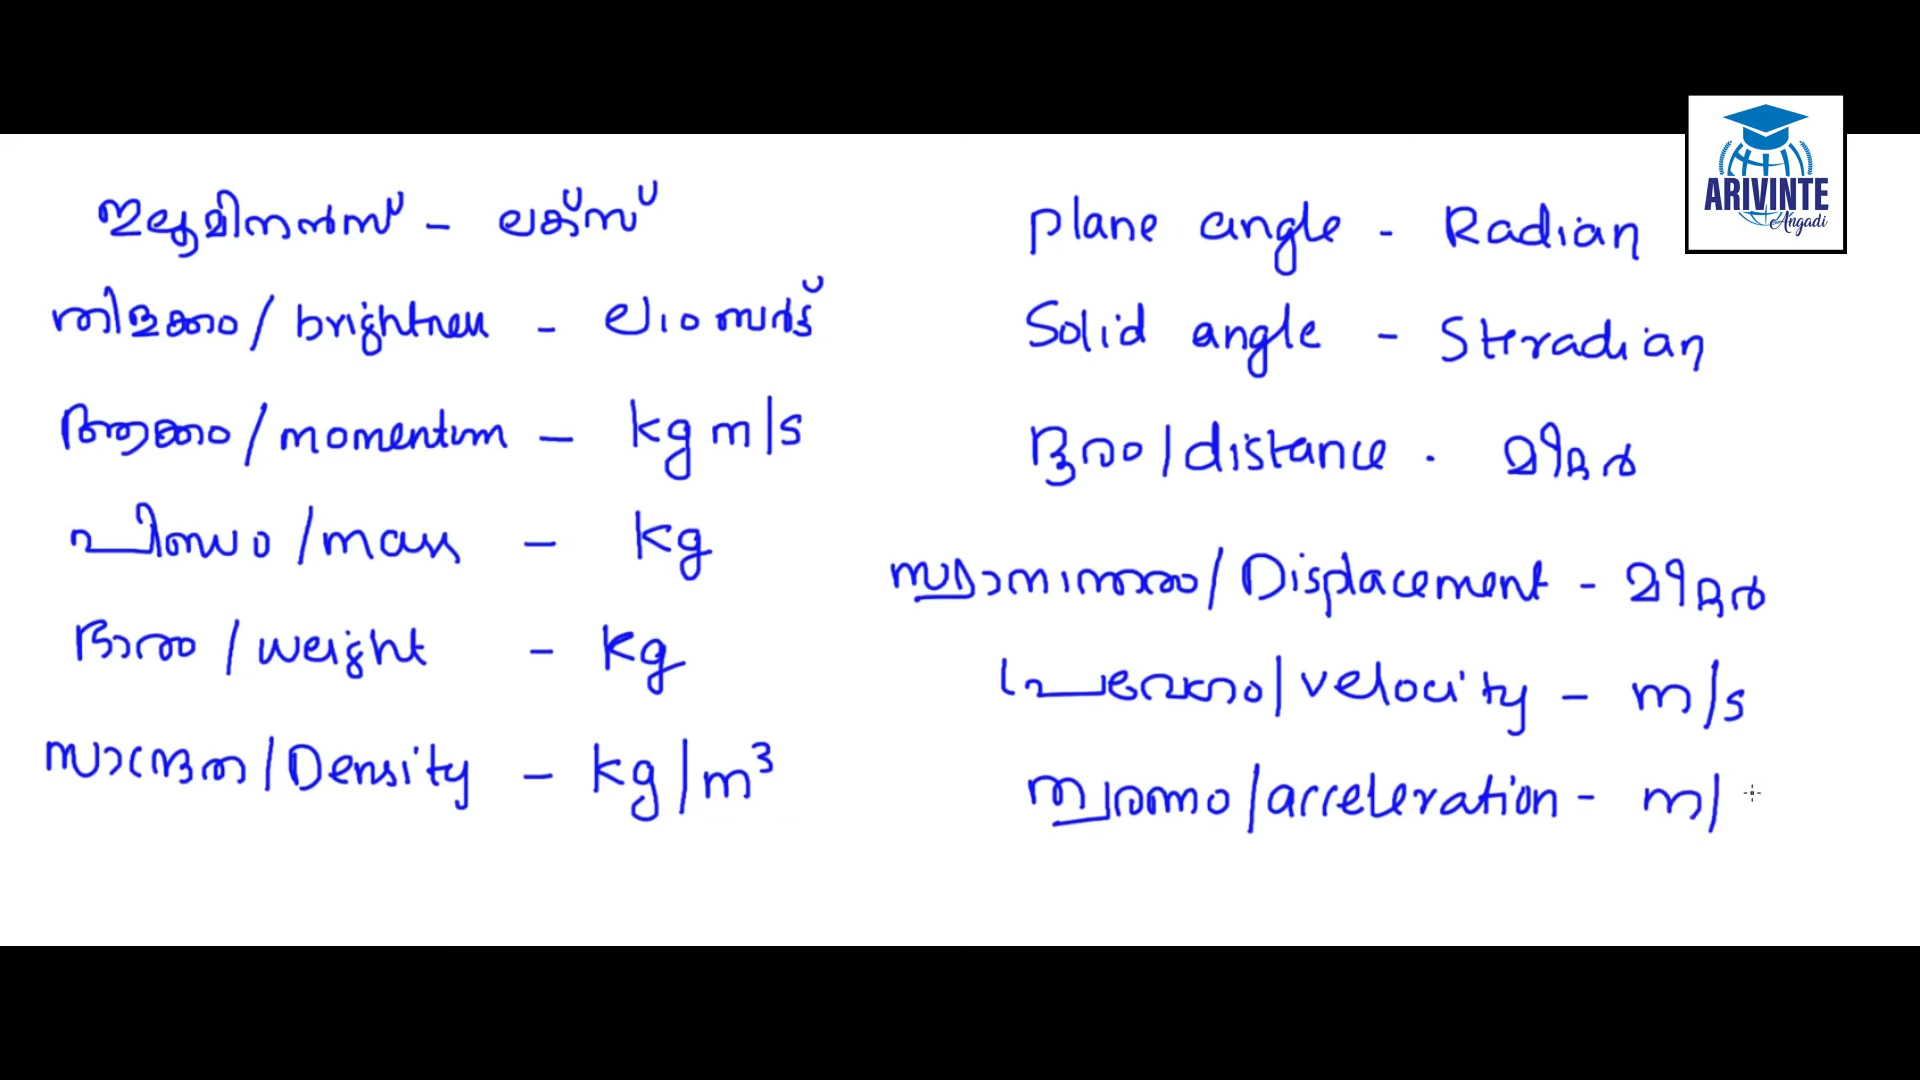 ഇല്യൂമിനൻസ് - ലക്സ്
തിളക്കം / brightness - ലാംബർട്ട്
ആക്കം / momentum - kg m/s
പിണ്ഡം / mass - kg
ഭാരം / weight - kg
സാന്ദ്രത / Density - kg/m³
plane angle - Radian
Solid angle - Steradian
ദൂരം / distance - മീറ്റർ
സ്ഥാനാന്തരം / Displacement - മീറ്റർ
പ്രവേഗം / velocity - m/s
ത്വരണം / acceleration - m/
ARIVINTE
Angadi